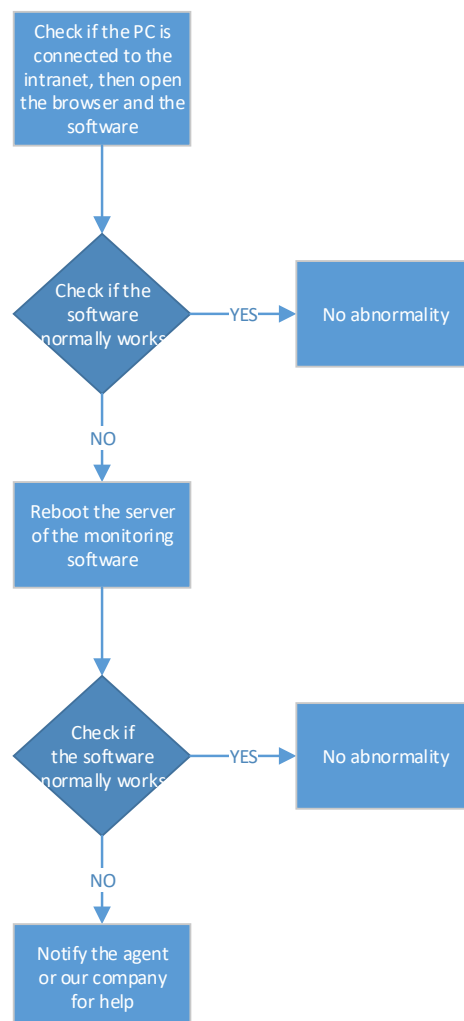 Check if the PC is
connected to the
intranet, then open
the browser and the
software
Check if the
software
normally works
YES
No abnormality
NO
Reboot the server
of the monitoring
software
Check if
the software
normally works
YES
No abnormality
NO
Notify the agent
or our company
for help